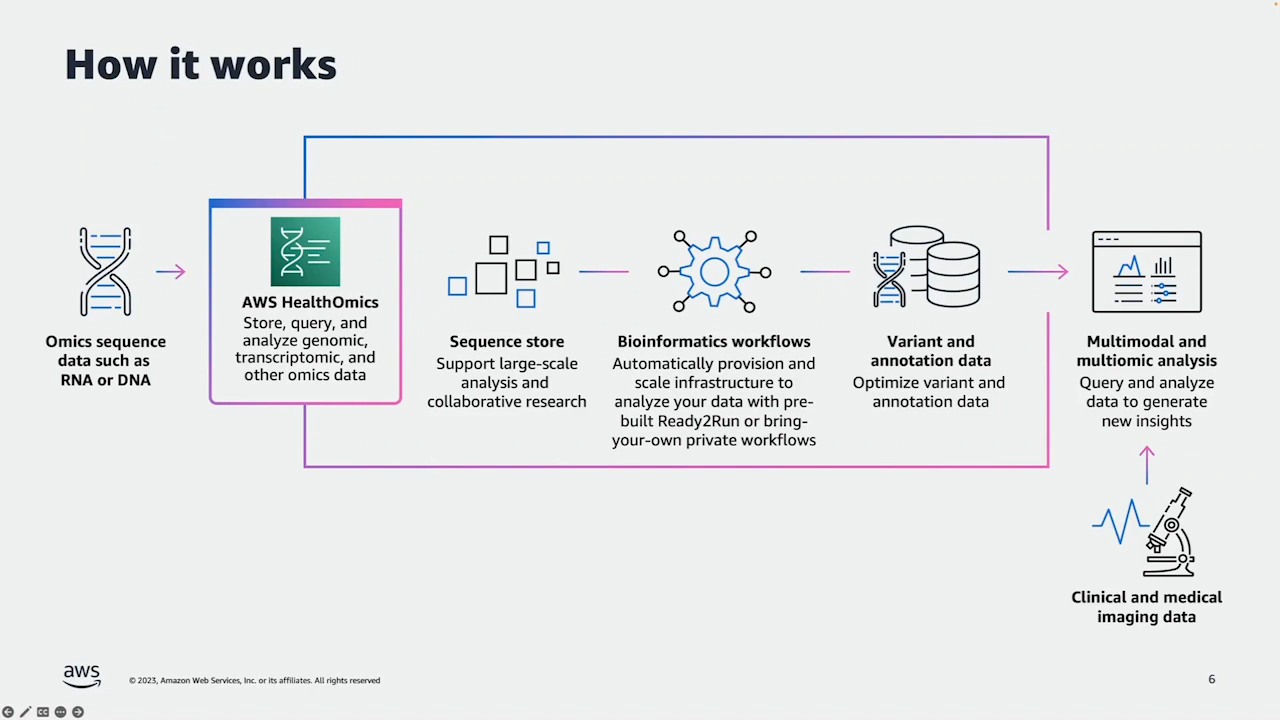 How it works
Omics sequence
data such as
RNA or DNA
AWS HealthOmics
Store, query, and
analyze genomic,
transcriptomic, and
other omics data
Sequence store
Support large-scale
analysis and
collaborative research
Bioinformatics workflows
Automatically provision and
scale infrastructure to
analyze your data with pre-
built Ready2Run or bring-
your-own private workflows
Variant and
annotation data
Optimize variant and
annotation data
Multimodal and
multiomic analysis
Query and analyze
data to generate
new insights
Clinical and medical
imaging data
aws
© 2023, Amazon Web Services, Inc. or its affiliates. All rights reserved
6
CC